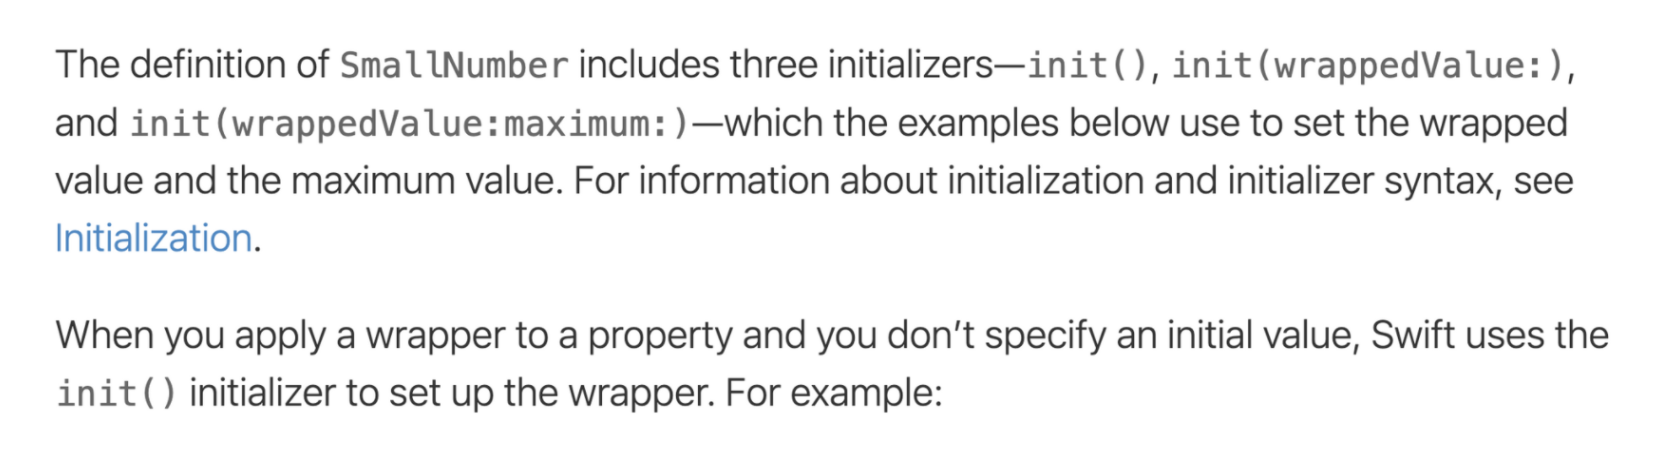 The definition of SmallNumber includes three initializers—init(), init(wrappedValue:),
and init(wrappedValue:maximum:)—which the examples below use to set the wrapped
value and the maximum value. For information about initialization and initializer syntax, see
Initialization.
When you apply a wrapper to a property and you don’t specify an initial value, Swift uses the
init() initializer to set up the wrapper. For example: